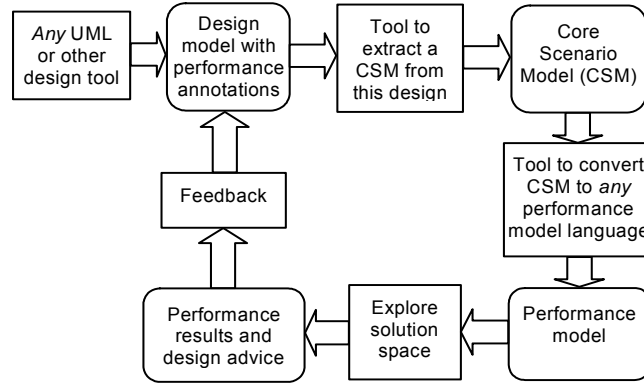 Any UML
or other
design tool
Design
model with
performance
annotations
Tool to
extract a
CSM from
this design
Core
Scenario
Model (CSM)
Tool to convert
CSM to any
performance
model language
Performance
model
Explore
solution
space
Performance
results and
design advice
Feedback